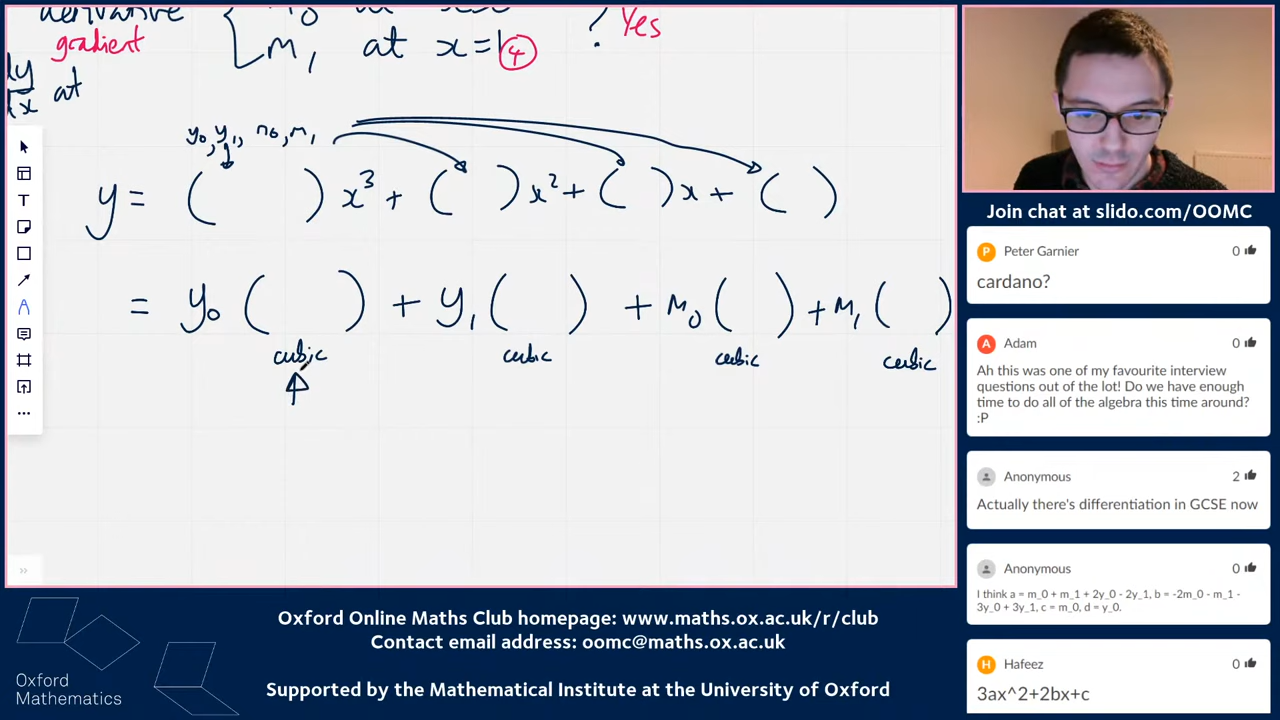 derivative
gradient
m₁ at x=1 ④ ? Yes
dy/dx at
y₀, y₁, m₀, m₁
y = ( ) x³ + ( ) x² + ( ) x + ( )
= y₀ ( ) + y₁ ( ) + m₀ ( ) + m₁ ( )
cubic cubic cubic cubic
Join chat at slido.com/OOMC
Peter Garnier 0
cardano?
Adam 0
Ah this was one of my favourite interview
questions out of the lot! Do we have enough
time to do all of the algebra this time around?
:P
Anonymous 2
Actually there's differentiation in GCSE now
Anonymous 0
I think a = m_0 + m_1 + 2y_0 - 2y_1, b = -2m_0 - m_1 -
3y_0 + 3y_1, c = m_0, d = y_0.
Hafeez 0
3ax^2+2bx+c
Oxford Online Maths Club homepage: www.maths.ox.ac.uk/r/club
Contact email address: oomc@maths.ox.ac.uk
Supported by the Mathematical Institute at the University of Oxford
Oxford
Mathematics